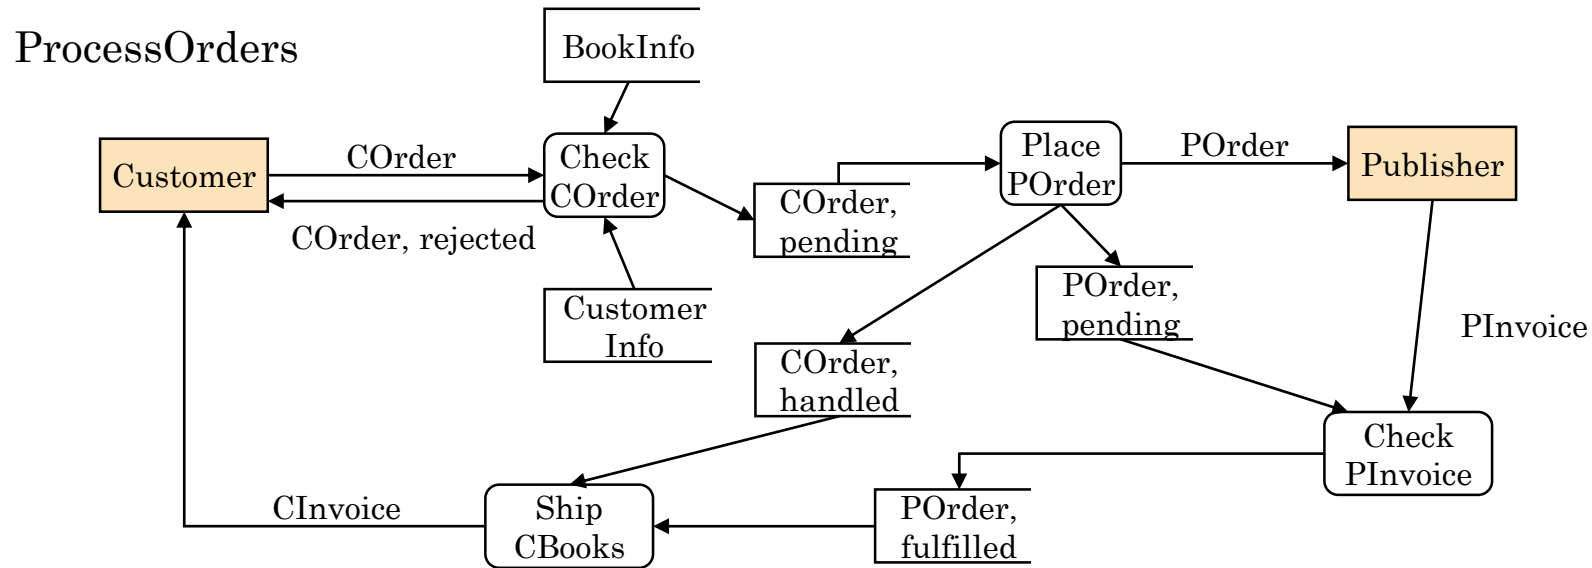 ProcessOrders
BookInfo
Customer
COrder
Check
COrder
COrder, rejected
Customer
Info
COrder,
pending
Place
POrder
POrder
Publisher
POrder,
pending
PInvoice
COrder,
handled
Check
PInvoice
CInvoice
Ship
CBooks
POrder,
fulfilled